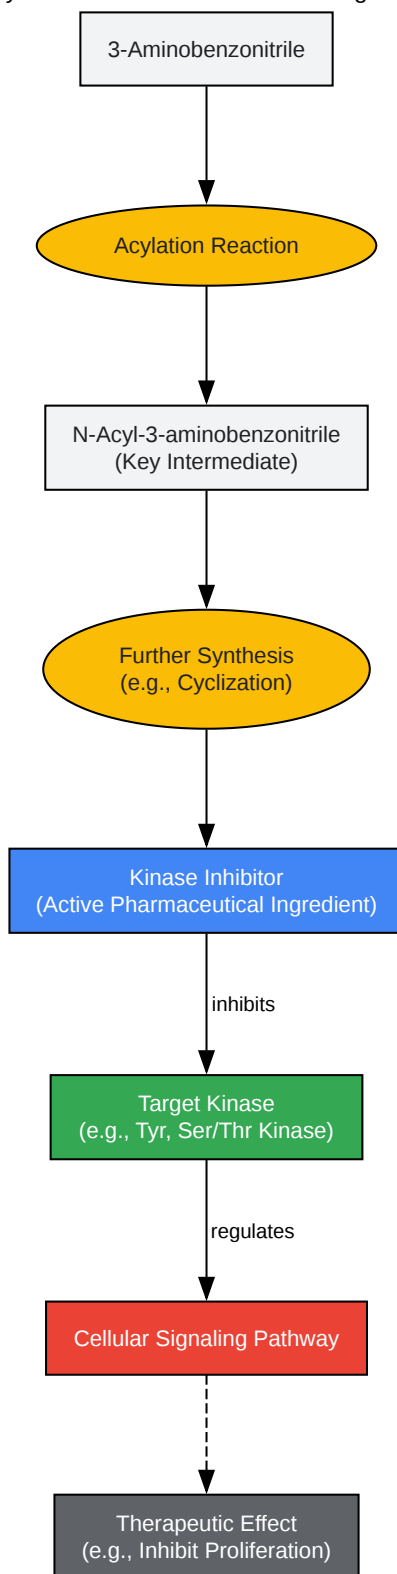 3-Aminobenzonitrile
Acylation Reaction
N-Acyl-3-aminobenzonitrile
(Key Intermediate)
Further Synthesis
(e.g., Cyclization)
Kinase Inhibitor
(Active Pharmaceutical Ingredient)
inhibits
Target Kinase
(e.g., Tyr, Ser/Thr Kinase)
regulates
Cellular Signaling Pathway
Therapeutic Effect
(e.g., Inhibit Proliferation)